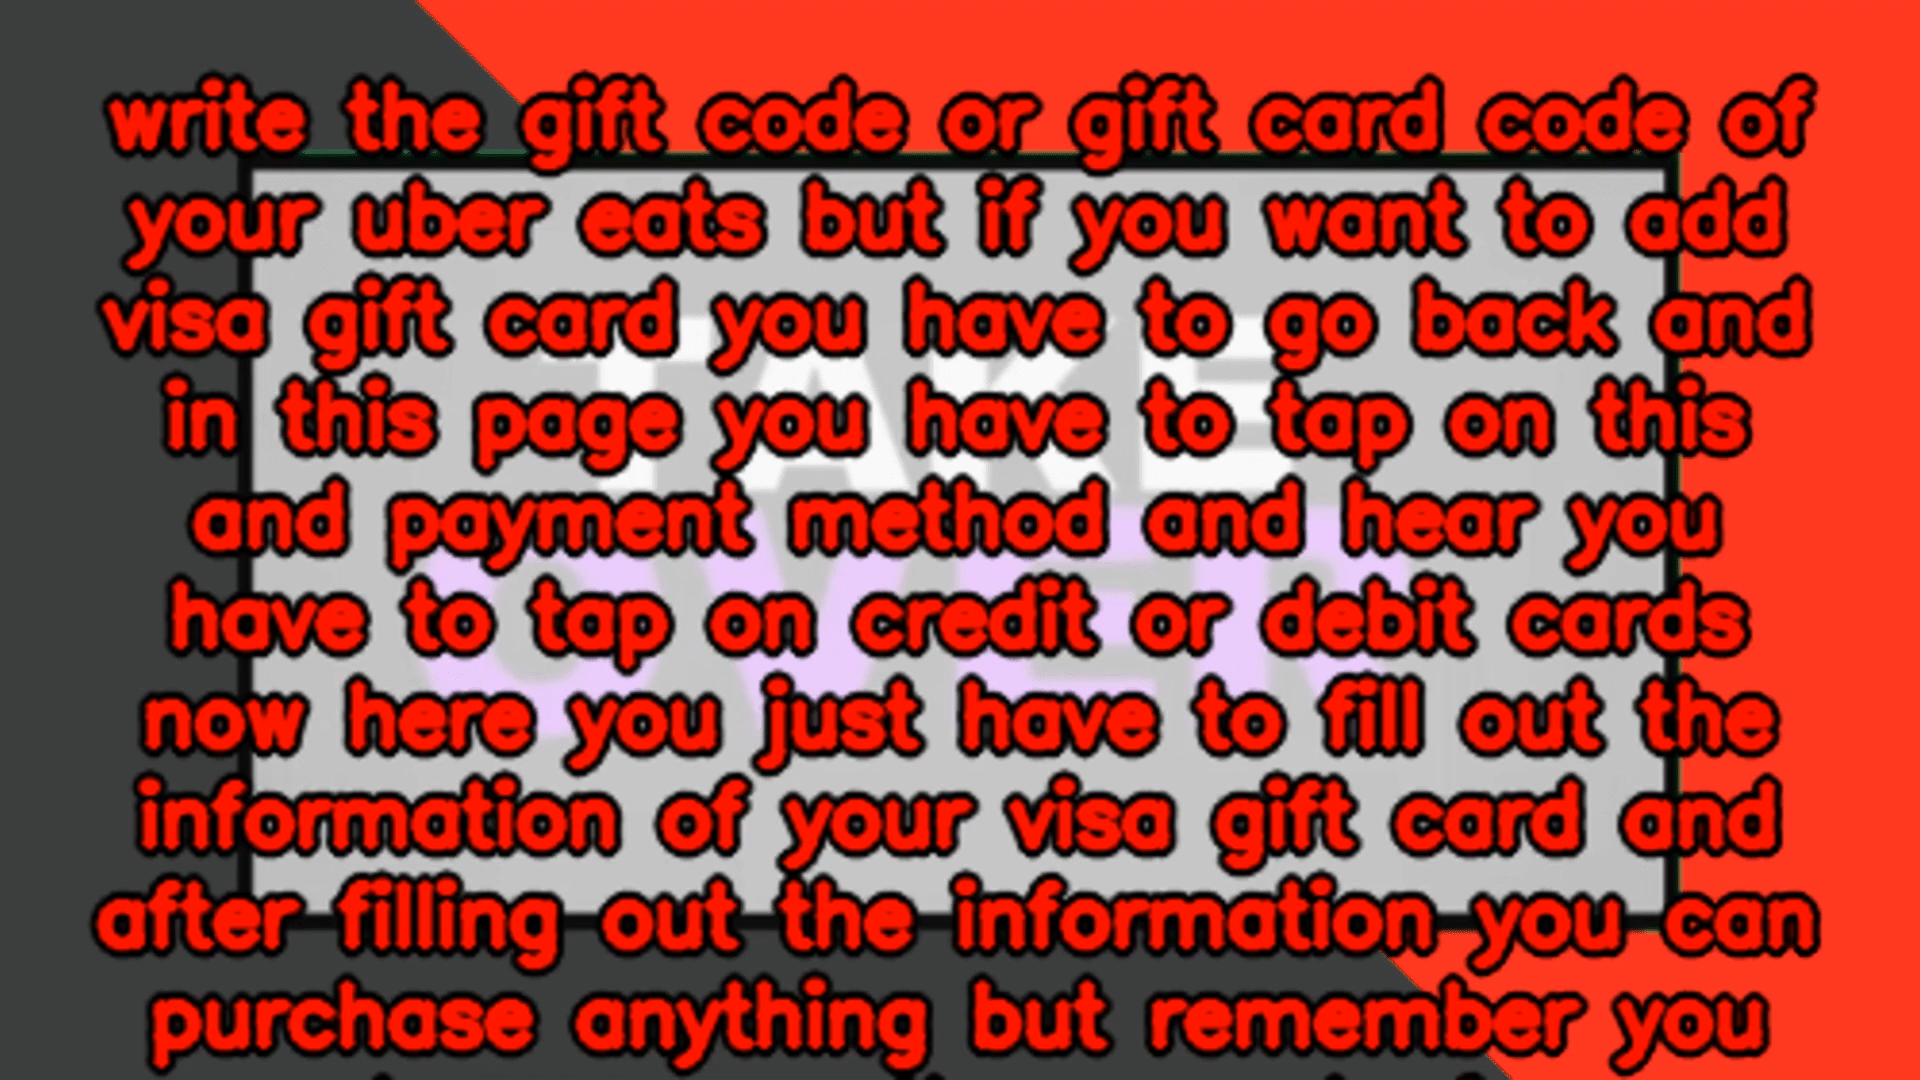 write the gift code or gift card code of
your uber eats but if you want to add
visa gift card you have to go back and
in this page you have to tap on this
and payment method and hear you
have to tap on credit or debit cards
now here you just have to fill out the
information of your visa gift card and
after filling out the information you can
purchase anything but remember you
TAKE
OVER